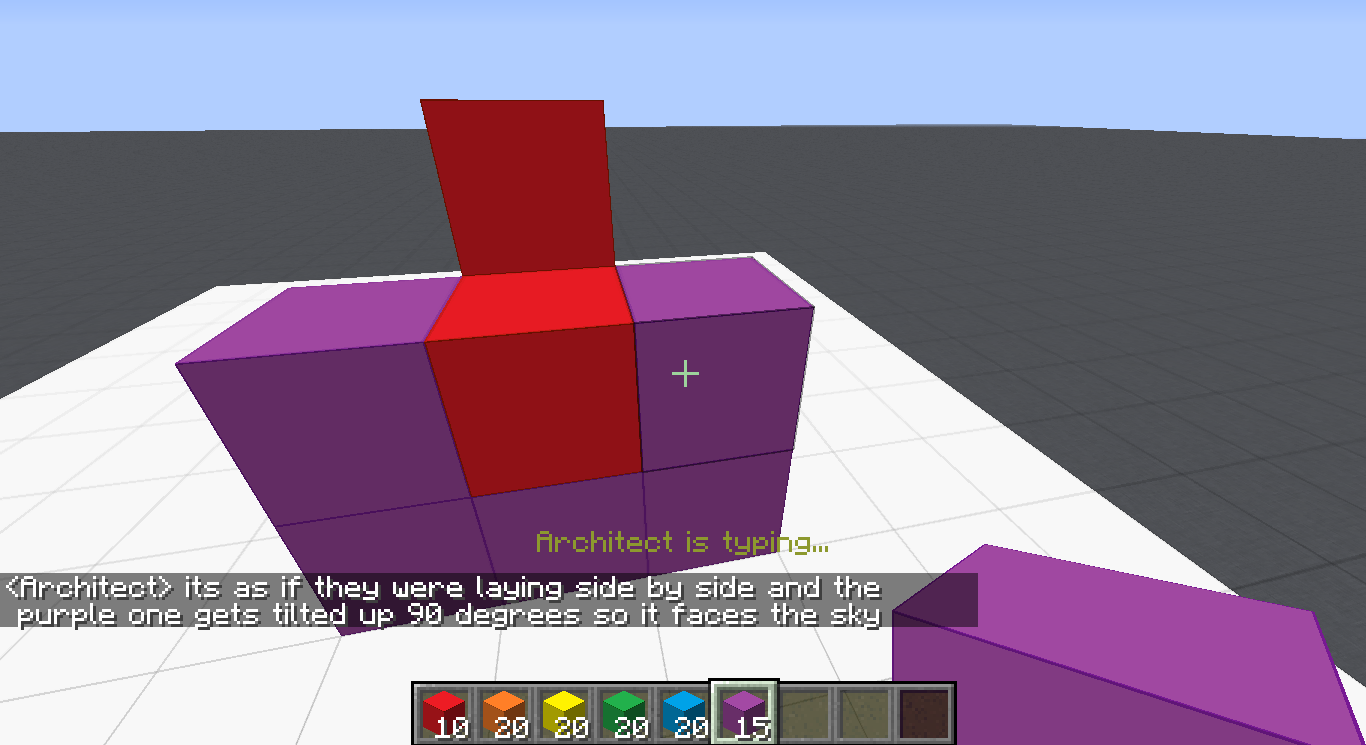 Architect is typing...
<Architect> its as if they were laying side by side and the
purple one gets tilted up 90 degrees so it faces the sky
10 20 20 20 20 15